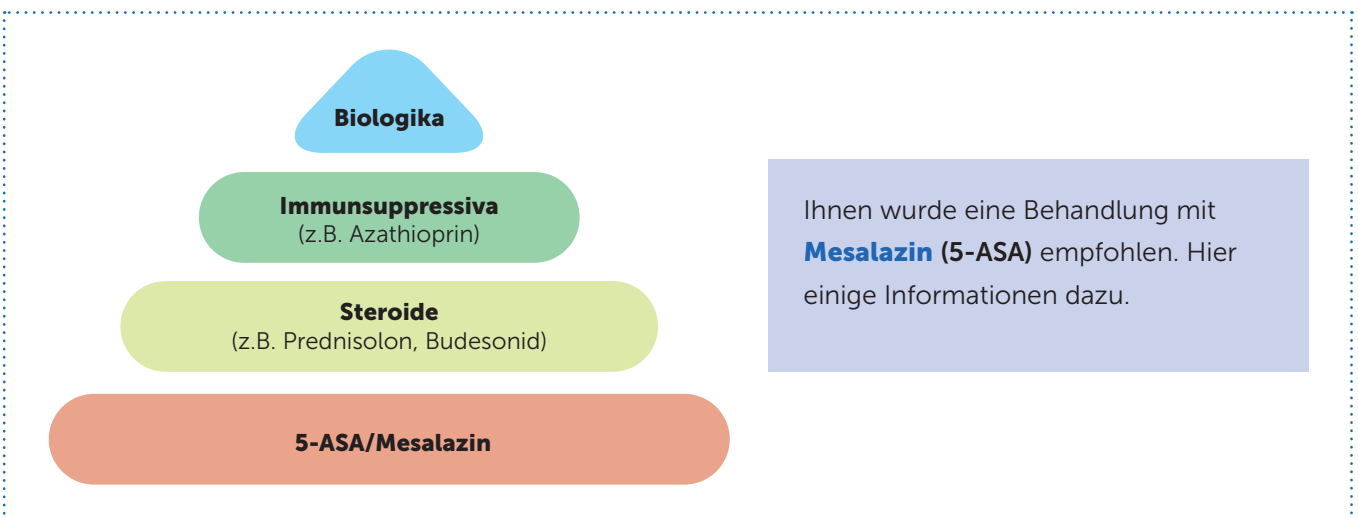 Biologika
Immunsuppressiva
(z.B. Azathioprin)
Steroide
(z.B. Prednisolon, Budesonid)
5-ASA/Mesalazin
Ihnen wurde eine Behandlung mit
Mesalazin (5-ASA) empfohlen. Hier
einige Informationen dazu.